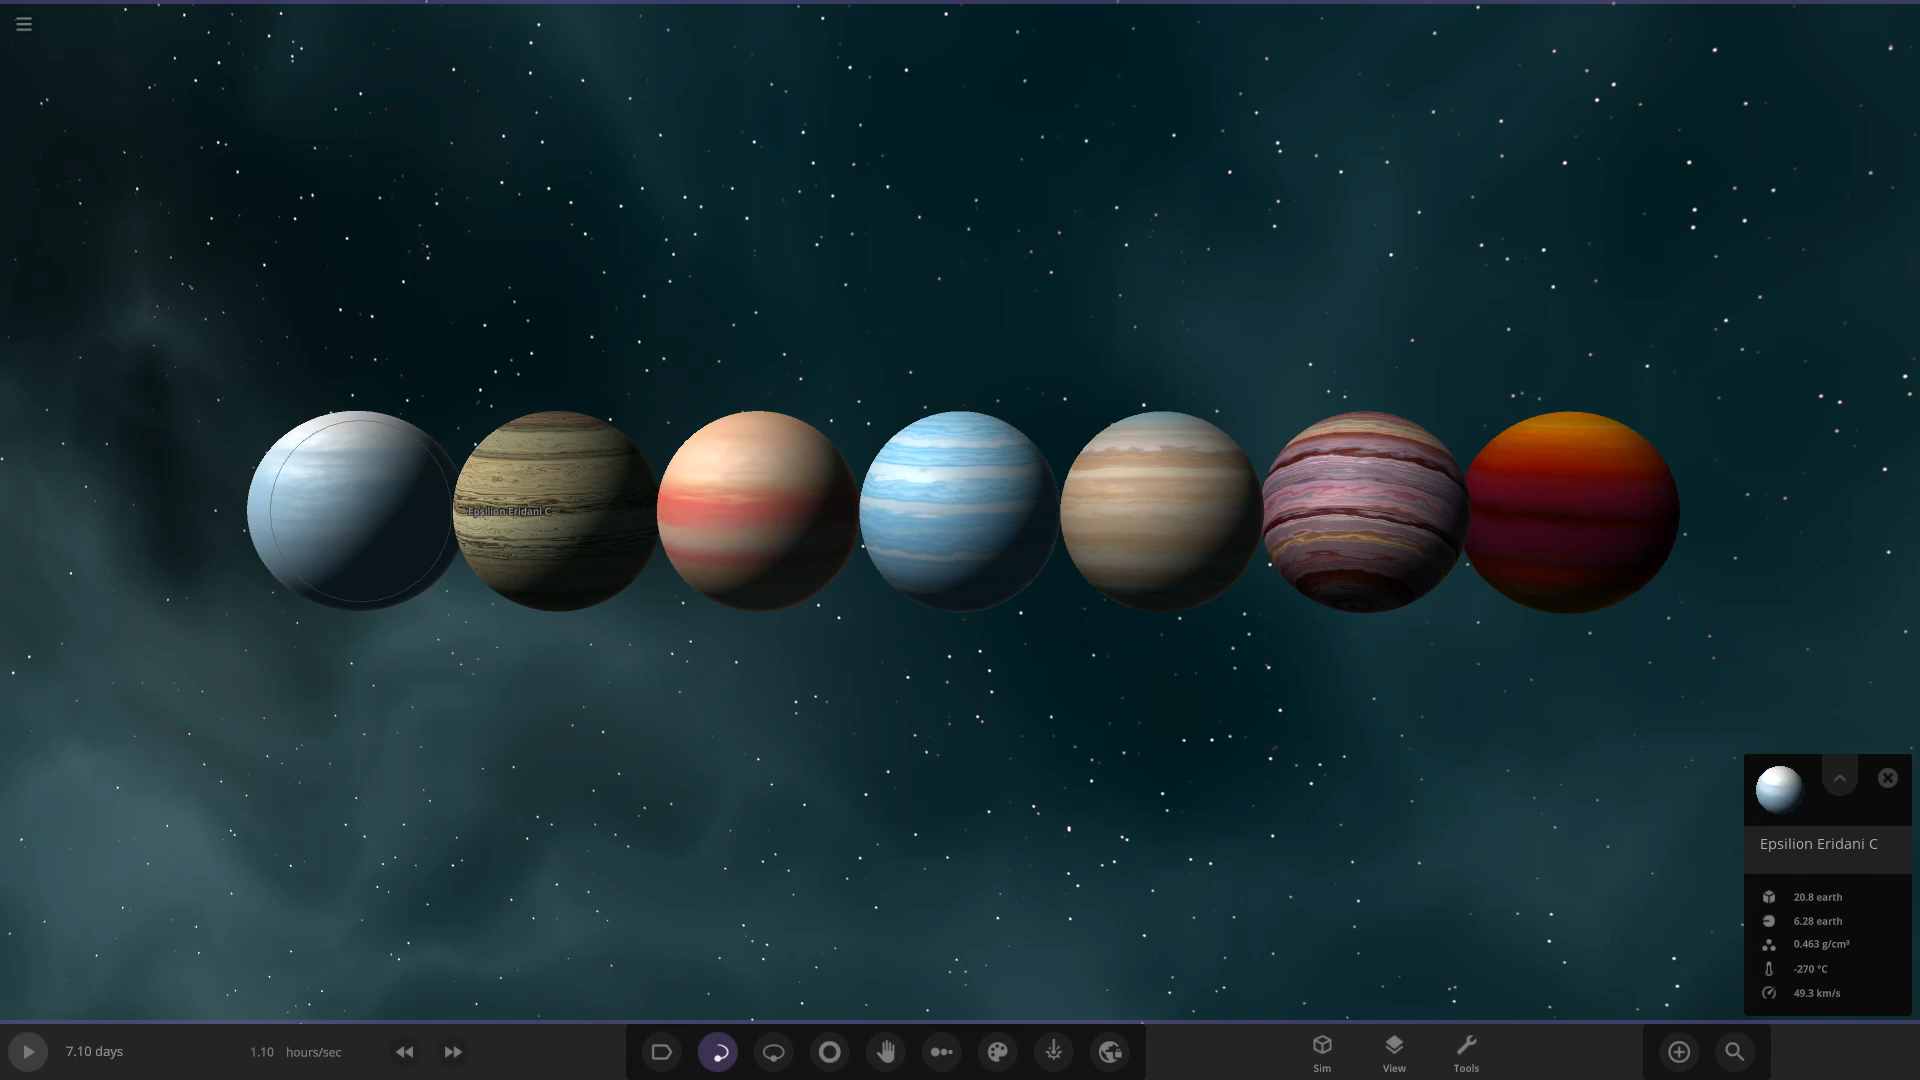 Epsilion Eridani C
Epsilion Eridani C
20.8 earth
6.28 earth
0.463 g/cm³
-270 °C
49.3 km/s
7.10 days
1.10 hours/sec
Sim
View
Tools